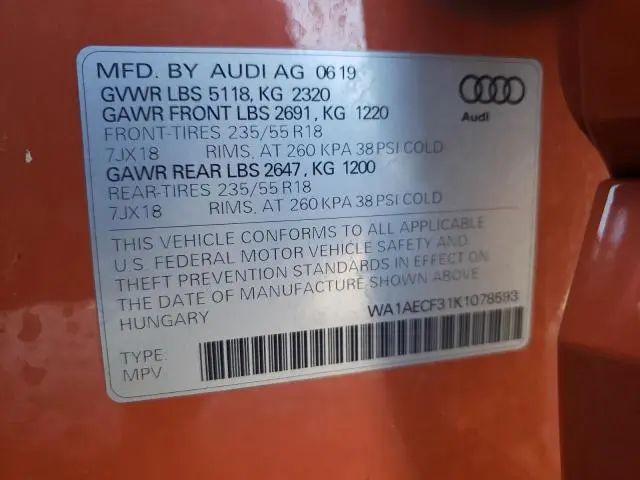 MFD. BY AUDI AG 0619
GVWR LBS 5118, KG 2320
GAWR FRONT LBS 2691, KG 1220
FRONT-TIRES 235/55 R18
7JX18 RIMS, AT 260 KPA 38 PSI COLD
GAWR REAR LBS 2647, KG 1200
REAR-TIRES 235/55 R18
7JX18 RIMS, AT 260 KPA 38 PSI COLD
THIS VEHICLE CONFORMS TO ALL APPLICABLE
U.S. FEDERAL MOTOR VEHICLE SAFETY AND
THEFT PREVENTION STANDARDS IN EFFECT ON
THE DATE OF MANUFACTURE SHOWN ABOVE
HUNGARY
WA1AECF31K1078593
TYPE:
MPV
Audi